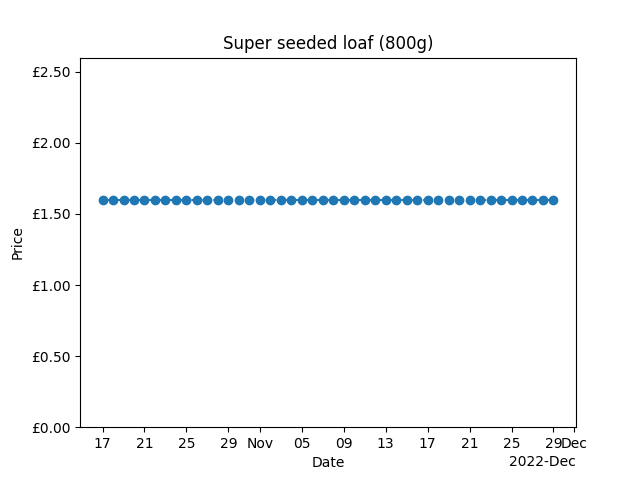 Super seeded loaf (800g)
£2.50
£2.00
£1.50
£1.00
£0.50
£0.00
Price
17 21 25 29 Nov 05 09 13 17 21 25 29 Dec
Date
2022-Dec